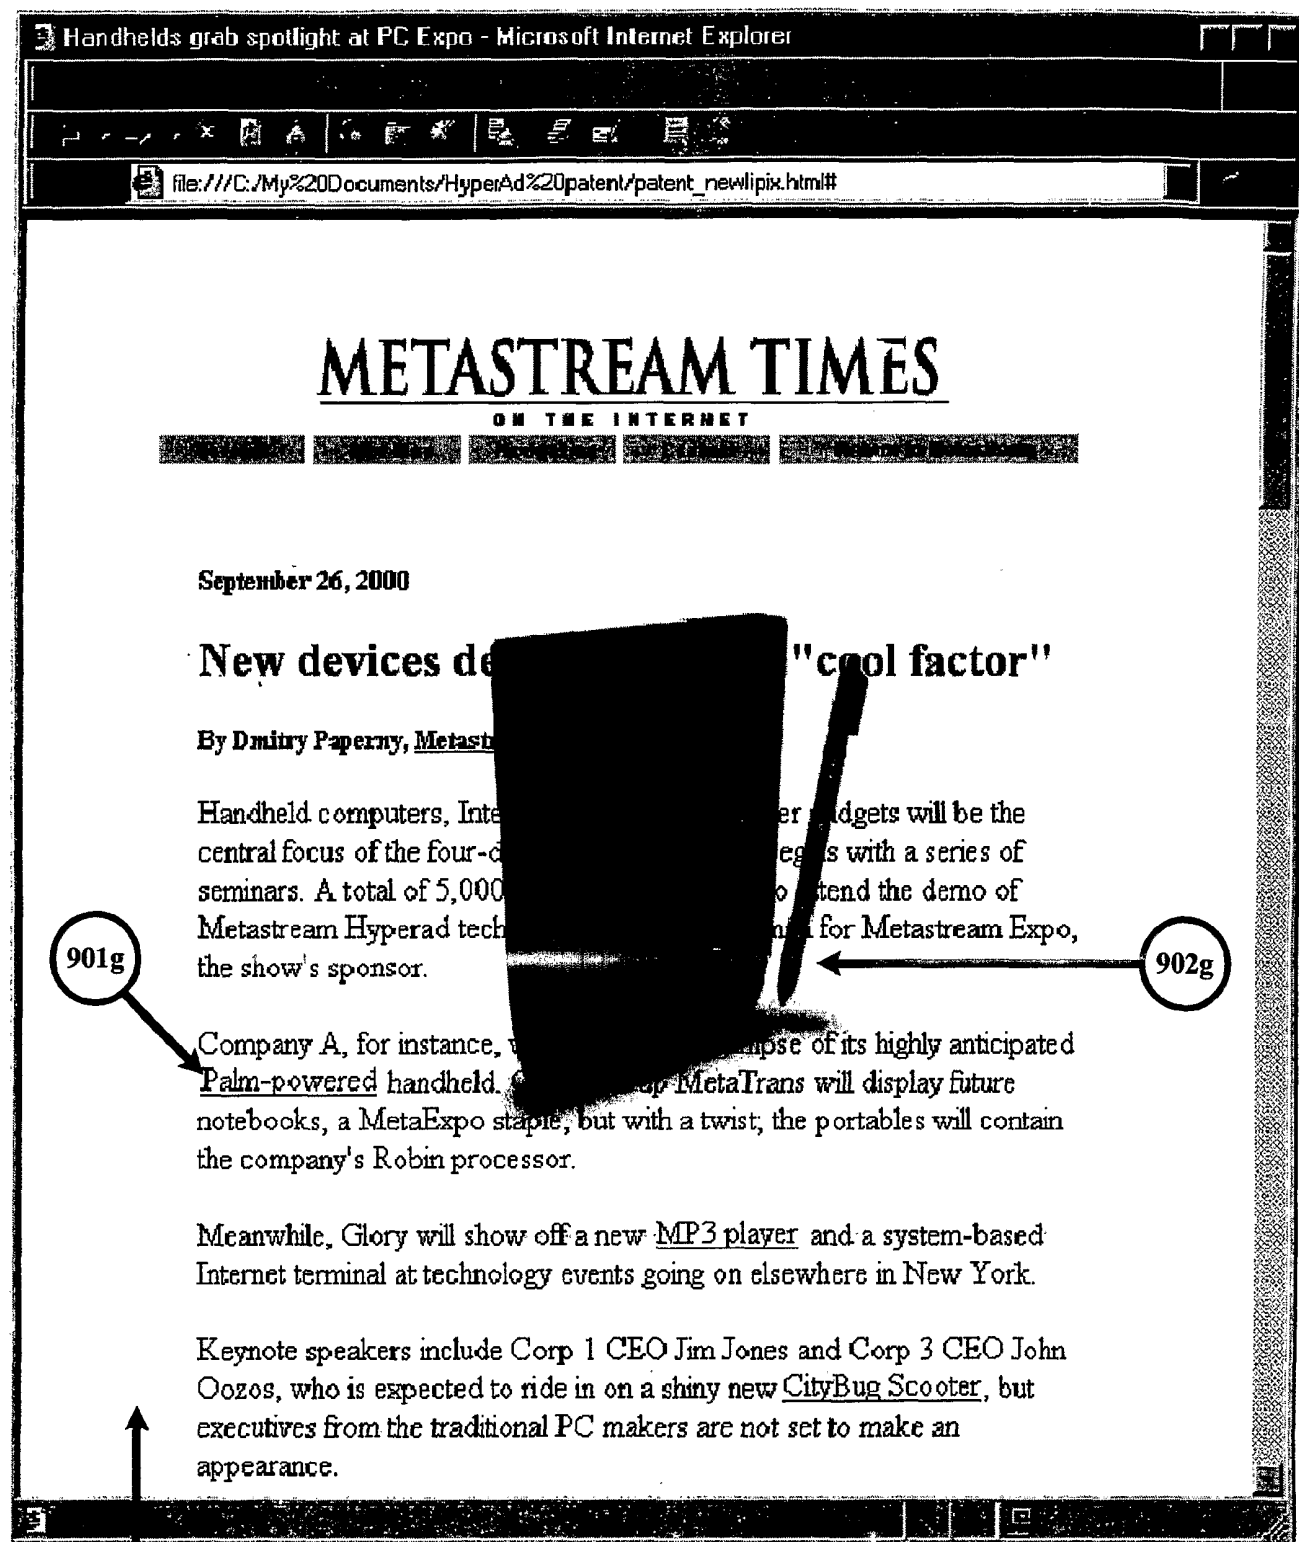 Handhelds grab spotlight at PC Expo - Microsoft Internet Explorer
file:///C:/My%20Documents/HyperAd%20patent/patent_newlipix.html#
METASTREAM TIMES
ON THE INTERNET
September 26, 2000
New devices de "cool factor"
By Dmitry Paperny, Metast
Handheld computers, Inte er gadgets will be the
central focus of the four-d egins with a series of
seminars. A total of 5,000 o attend the demo of
Metastream Hyperad tech for Metastream Expo,
901g
the show's sponsor.
902g
Company A, for instance, of its highly anticipated
Palm-powered handheld. up MetaTrans will display future
notebooks, a MetaExpo staple, but with a twist; the portables will contain
the company's Robin processor.
Meanwhile, Glory will show off a new MP3 player and a system-based
Internet terminal at technology events going on elsewhere in New York.
Keynote speakers include Corp 1 CEO Jim Jones and Corp 3 CEO John
Oozos, who is expected to ride in on a shiny new CityBug Scooter, but
executives from the traditional PC makers are not set to make an
appearance.